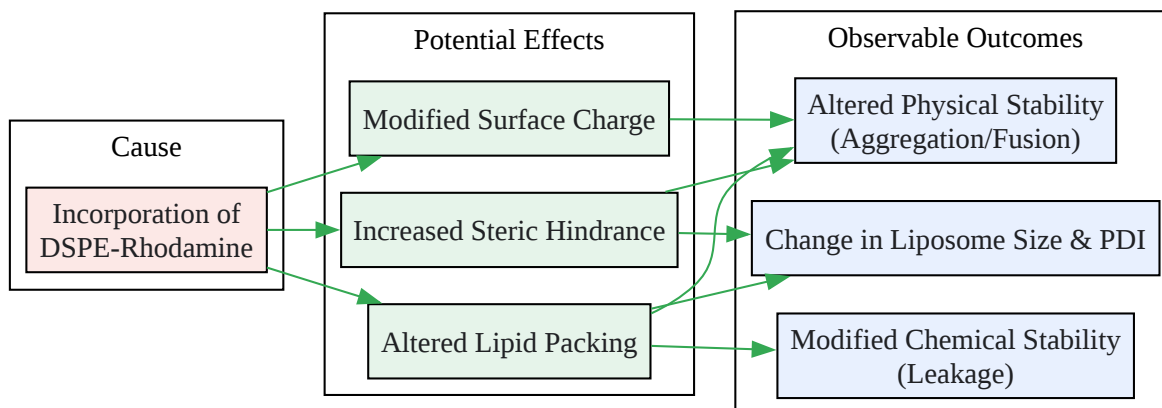 Cause
Incorporation of
DSPE-Rhodamine
Potential Effects
Modified Surface Charge
Increased Steric Hindrance
Altered Lipid Packing
Observable Outcomes
Altered Physical Stability
(Aggregation/Fusion)
Change in Liposome Size & PDI
Modified Chemical Stability
(Leakage)